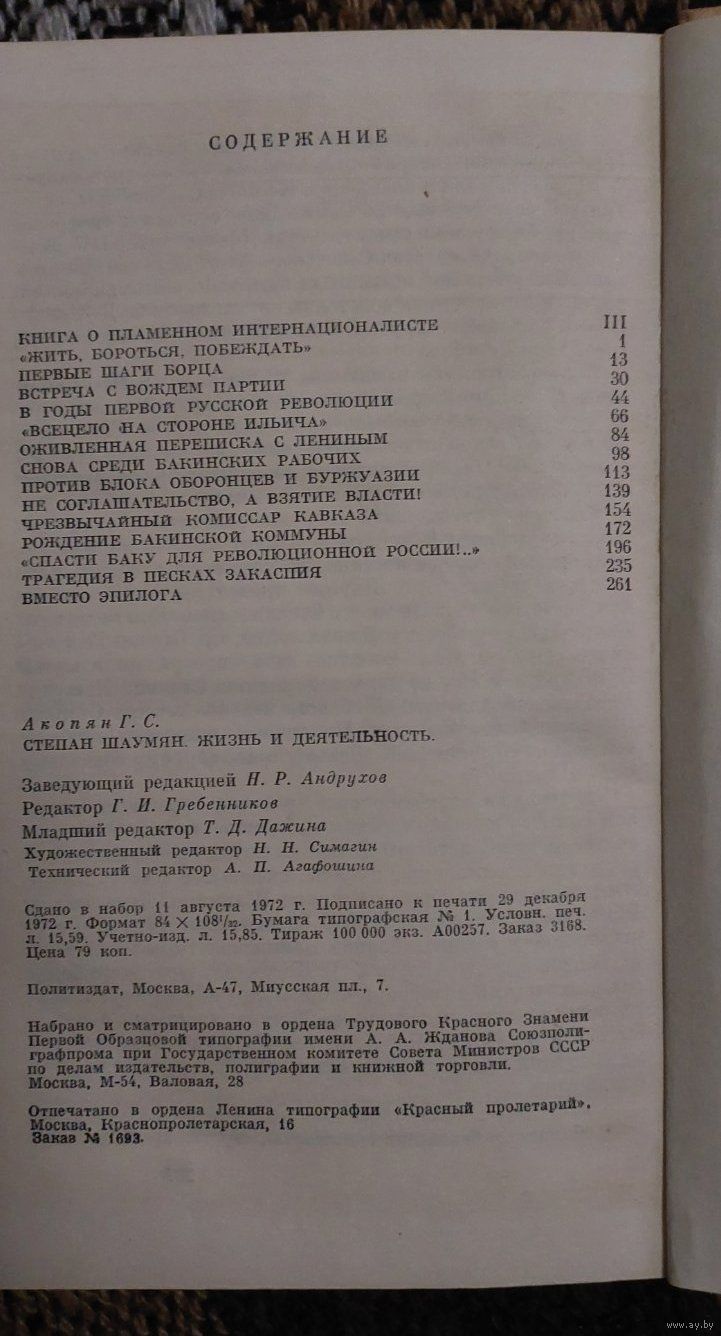 СОДЕРЖАНИЕ
КНИГА О ПЛАМЕННОМ ИНТЕРНАЦИОНАЛИСТЕ III
«ЖИТЬ, БОРОТЬСЯ, ПОБЕЖДАТЬ» 1
ПЕРВЫЕ ШАГИ БОРЦА 13
ВСТРЕЧА С ВОЖДЕМ ПАРТИИ 30
В ГОДЫ ПЕРВОЙ РУССКОЙ РЕВОЛЮЦИИ 44
«ВСЕЦЕЛО НА СТОРОНЕ ИЛЬИЧА» 66
ОЖИВЛЕННАЯ ПЕРЕПИСКА С ЛЕНИНЫМ 84
СНОВА СРЕДИ БАКИНСКИХ РАБОЧИХ 98
ПРОТИВ БЛОКА ОБОРОНЦЕВ И БУРЖУАЗИИ 113
НЕ СОГЛАШАТЕЛЬСТВО, А ВЗЯТИЕ ВЛАСТИ! 139
ЧРЕЗВЫЧАЙНЫЙ КОМИССАР КАВКАЗА 154
РОЖДЕНИЕ БАКИНСКОЙ КОММУНЫ 172
«СПАСТИ БАКУ ДЛЯ РЕВОЛЮЦИОННОЙ РОССИИ!..» 196
ТРАГЕДИЯ В ПЕСКАХ ЗАКАСПИЯ 235
ВМЕСТО ЭПИЛОГА 261
Акопян Г. С.
СТЕПАН ШАУМЯН. ЖИЗНЬ И ДЕЯТЕЛЬНОСТЬ.
Заведующий редакцией Н. Р. Андрухов
Редактор Г. И. Гребенников
Младший редактор Т. Д. Дажина
Художественный редактор Н. Н. Симагин
Технический редактор А. П. Агафошина
Сдано в набор 11 августа 1972 г. Подписано к печати 29 декабря
1972 г. Формат 84 × 108¹/₃₂. Бумага типографская № 1. Условн. печ.
л. 15,59. Учетно-изд. л. 15,85. Тираж 100 000 экз. А00257. Заказ 3168.
Цена 79 коп.
Политиздат, Москва, А-47, Миусская пл., 7.
Набрано и сматрицировано в ордена Трудового Красного Знамени
Первой Образцовой типографии имени А. А. Жданова Союзполи-
графпрома при Государственном комитете Совета Министров СССР
по делам издательств, полиграфии и книжной торговли.
Москва, М-54, Валовая, 28
Отпечатано в ордена Ленина типографии «Красный пролетарий».
Москва, Краснопролетарская, 16
Заказ № 1693.
www.ay.by